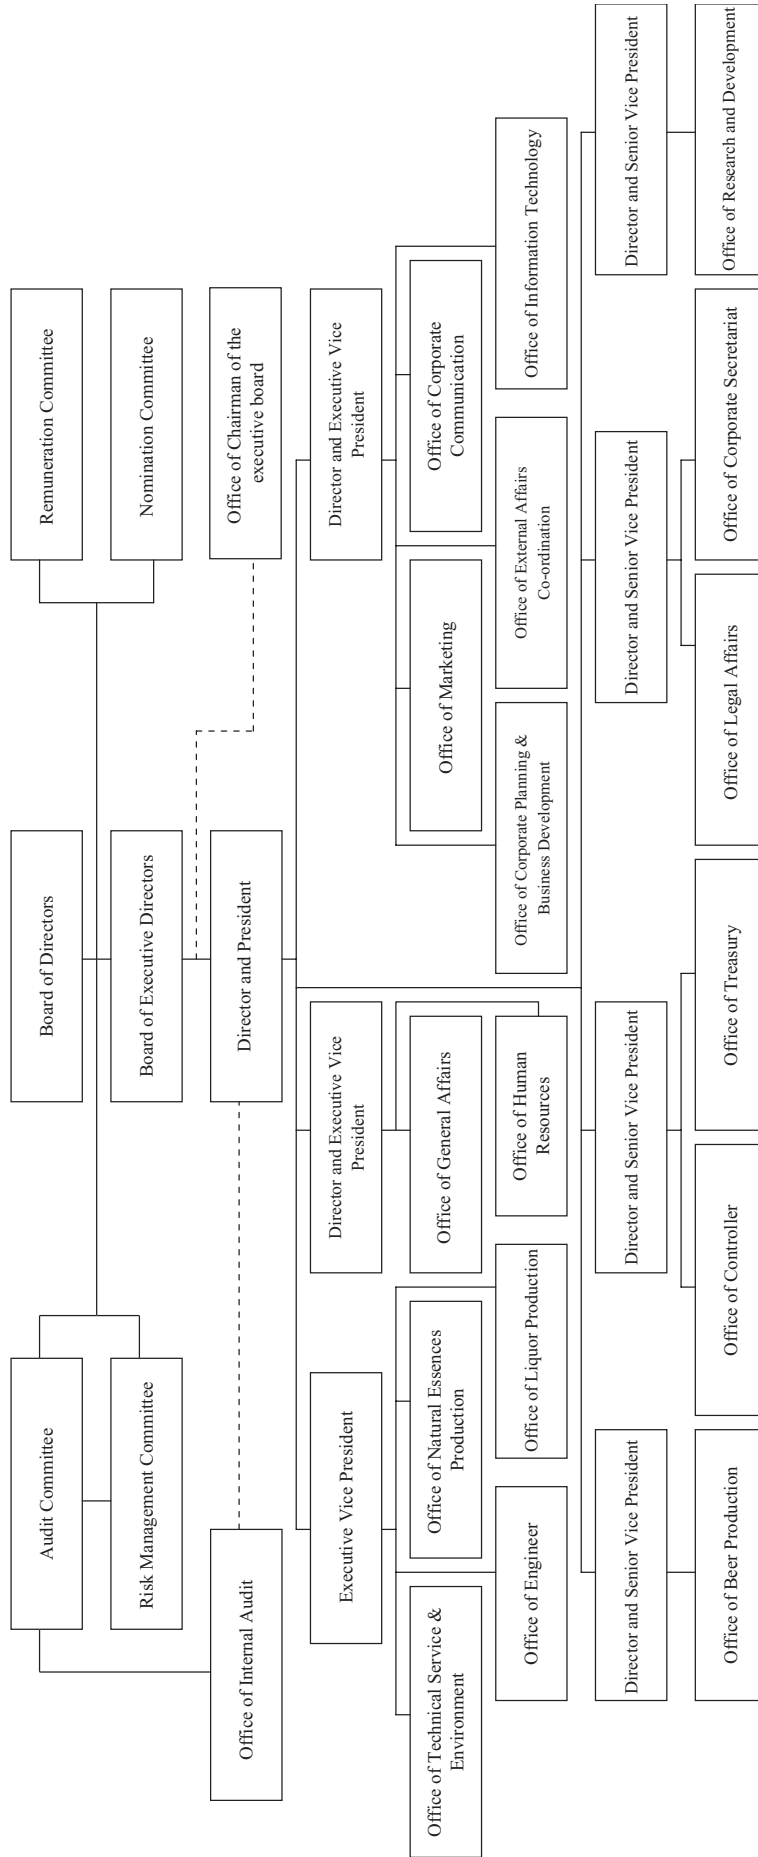 Audit Committee
Board of Directors
Remuneration Committee
Risk Management Committee
Board of Executive Directors
Nomination Committee
Office of Internal Audit
Director and President
Office of Chairman of the
executive board
Executive Vice President
Director and Executive Vice
President
Director and Executive Vice
President
Office of Technical Service &
Environment
Office of Natural Essences
Production
Office of General Affairs
Office of Marketing
Office of Corporate
Communication
Office of Engineer
Office of Liquor Production
Office of Human
Resources
Office of Corporate Planning &
Business Development
Office of External Affairs
Co-ordination
Office of Information Technology
Director and Senior Vice President
Director and Senior Vice President
Director and Senior Vice President
Director and Senior Vice President
Office of Beer Production
Office of Controller
Office of Treasury
Office of Legal Affairs
Office of Corporate Secretariat
Office of Research and Development